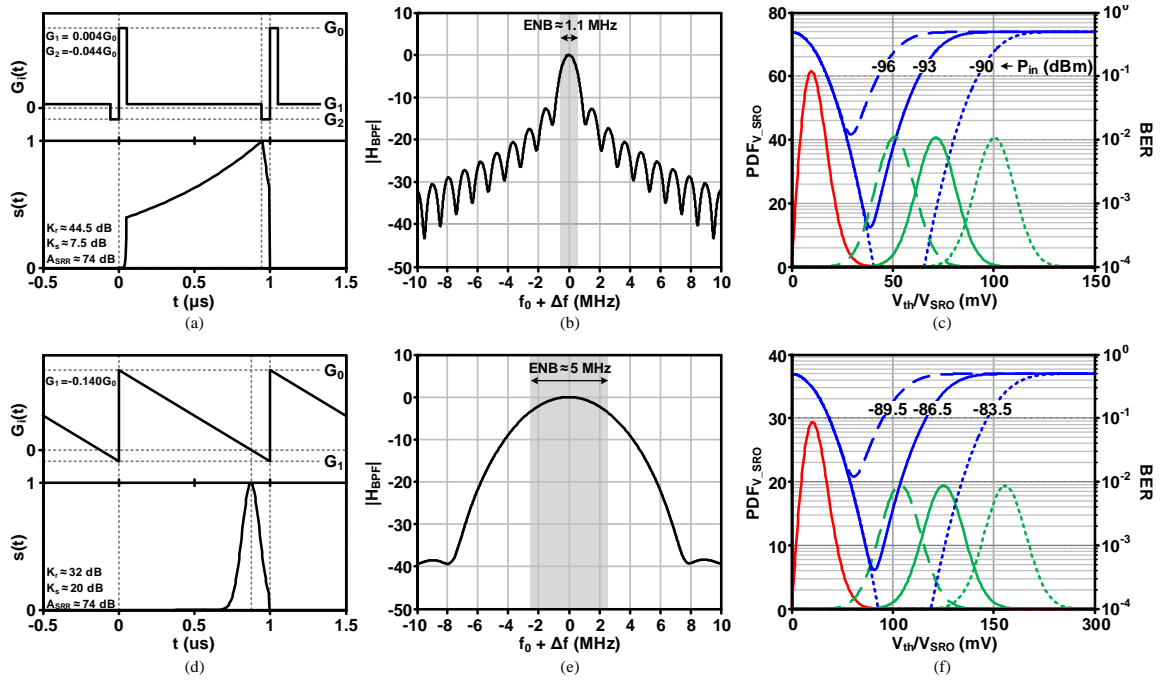 G₁ = 0.004G₀
G₂ =-0.044G₀
Gᵢ(t)
0
G₀
G₁
G₂
s(t)
1
0
Kᵣ≈44.5 dB
Kₛ≈7.5 dB
A_SRR≈74 dB
-0.5 0 0.5 1 1.5
t (µs)
(a)
ENB≈1.1 MHz
|H_BPF|
10
0
-10
-20
-30
-40
-50
-10 -8 -6 -4 -2 0 2 4 6 8 10
f₀ + Δf (MHz)
(b)
-96 -93 -90 ← P_in (dBm)
PDF_V_SRO
80
60
40
20
0
10⁰
10⁻¹
10⁻²
10⁻³
10⁻⁴
BER
0 50 150 150
V_th/V_SRO (mV)
(c)
G₁=-0.140G₀
Gᵢ(t)
0
G₀
G₁
s(t)
1
0
Kᵣ≈32 dB
Kₛ≈20 dB
A_SRR≈74 dB
-0.5 0 0.5 1 1.5
t (us)
(d)
ENB≈5 MHz
|H_BPF|
10
0
-10
-20
-30
-40
-50
-10 -8 -6 -4 -2 0 2 4 6 8 10
f₀ + Δf (MHz)
(e)
-89.5 -86.5 -83.5
PDF_V_SRO
40
30
20
10
0
10⁰
10⁻¹
10⁻²
10⁻³
10⁻⁴
BER
0 100 100 300
V_th/V_SRO (mV)
(f)